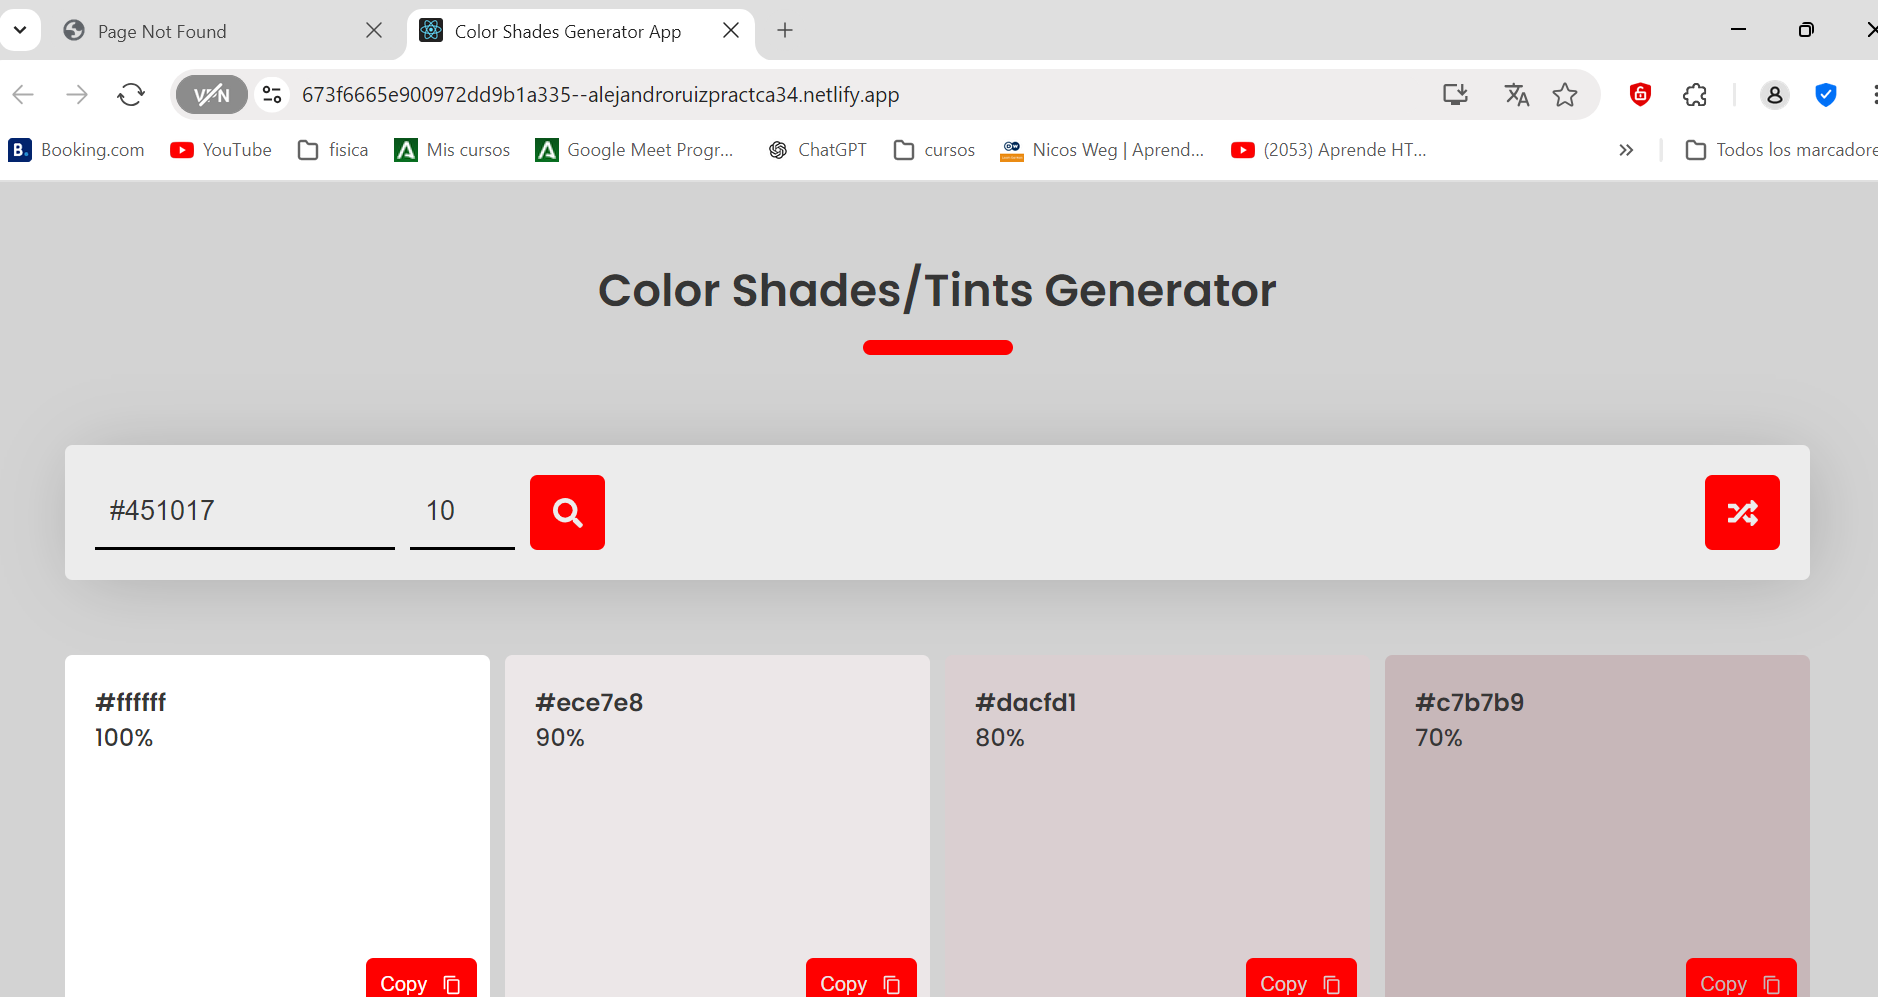 Page Not Found
Color Shades Generator App
VPN
673f6665e900972dd9b1a335--alejandroruizpractca34.netlify.app
B. Booking.com
YouTube
fisica
Mis cursos
Google Meet Progr...
ChatGPT
cursos
Nicos Weg | Aprend...
(2053) Aprende HT...
Todos los marcadore
Color Shades/Tints Generator
#451017
10
#ffffff
100%
Copy
#ece7e8
90%
Copy
#dacfd1
80%
Copy
#c7b7b9
70%
Copy